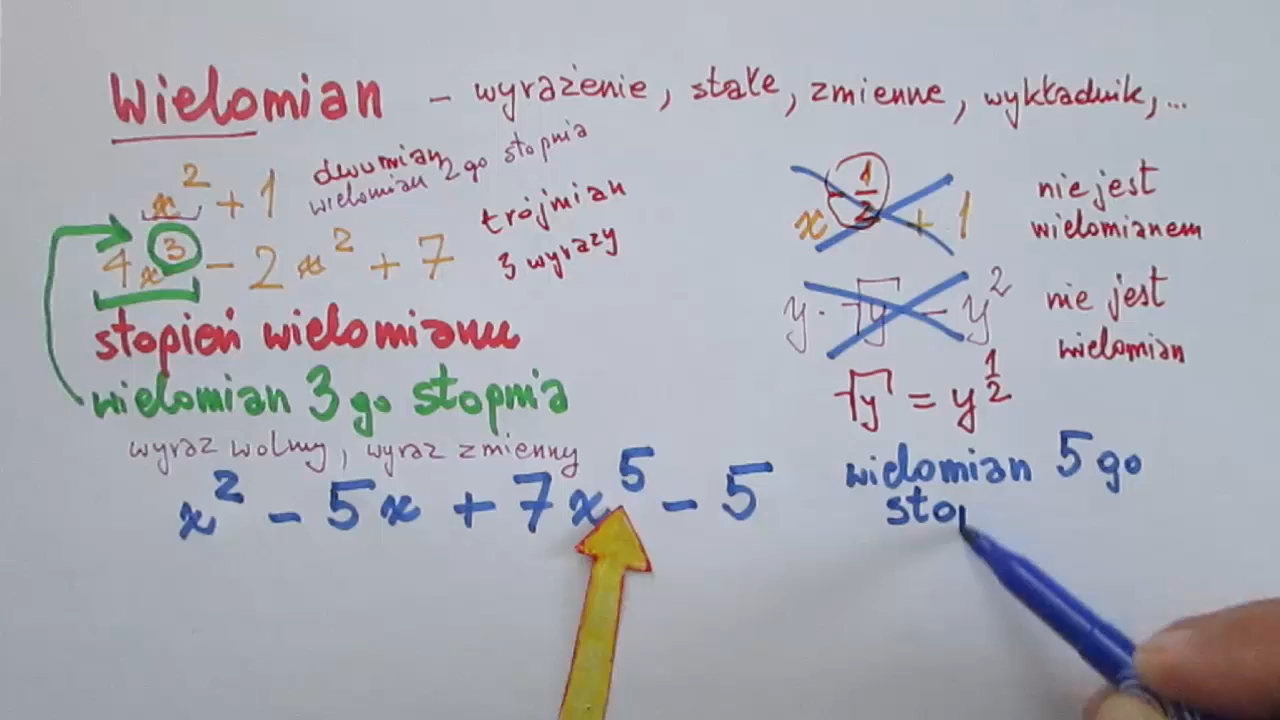 Wielomian - wyrażenie, stałe, zmienne, wykładnik, ...
x² + 1 dwumian
wielomian 2go stopnia
4x³ - 2x² + 7 trójmian
3 wyrazy
stopień wielomianu
wielomian 3go stopnia
wyraz wolny, wyraz zmienny
x² - 5x + 7x⁵ - 5
x^-1/2 + 1 nie jest
wielomianem
y · √y - y² nie jest
wielomian
√y = y^1/2
wielomian 5go
stop